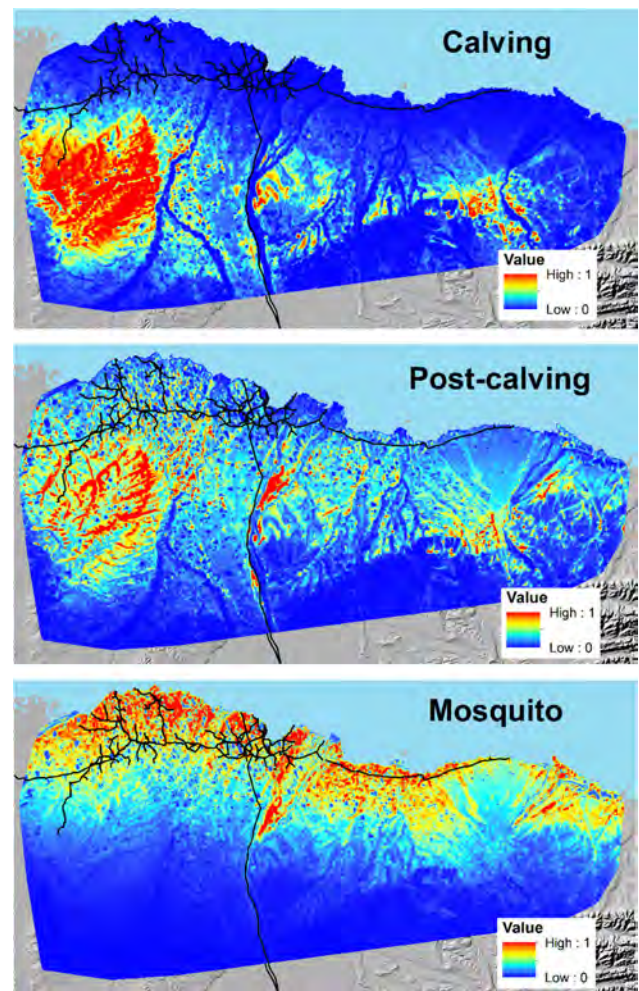 Calving
Value
High : 1
Low : 0
Post-calving
Value
High : 1
Low : 0
Mosquito
Value
High : 1
Low : 0